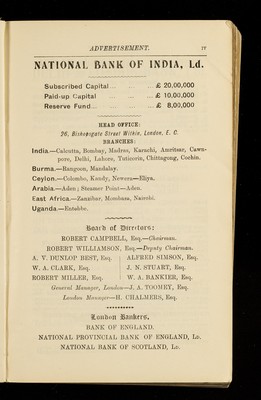 ADVERTISEMENT. IV
NATIONAL BANK OF INDIA, Ld.
Subscribed Capital ... ... ... £ 20,00,000
Paid-up Capital ... ... ... £ 10,00,000
Reserve Fund ... ... ... £ 8,00,000
HEAD OFFICE:
26, Bishopsgate Street Within, London, E. C.
BRANCHES:
India.—Calcutta, Bombay, Madras, Karachi, Amritsar, Cawn-
pore, Delhi, Lahore, Tuticorin, Chittagong, Cochin.
Burma.—Rangoon, Mandalay.
Ceylon.—Colombo, Kandy, Newera—Eliya.
Arabia.—Aden; Steamer Point—Aden.
East Africa.—Zanzibar, Mombasa, Nairobi.
Uganda.—Entebbe.
Board of Directors:
ROBERT CAMPBELL, Esq.—Chairman.
ROBERT WILLIAMSON, Esq.—Deputy Chairman.
A. V. DUNLOP BEST, Esq. ALFRED SIMSON, Esq.
W. A. CLARK, Esq. J. N. STUART, Esq.
ROBERT MILLER, Esq. W. A. BANKIER, Esq.
General Manager, London—J. A. TOOMEY, Esq.
London Manager—H. CHALMERS, Esq.
London Bankers,
BANK OF ENGLAND.
NATIONAL PROVINCIAL BANK OF ENGLAND, Ld.
NATIONAL BANK OF SCOTLAND, Ld.